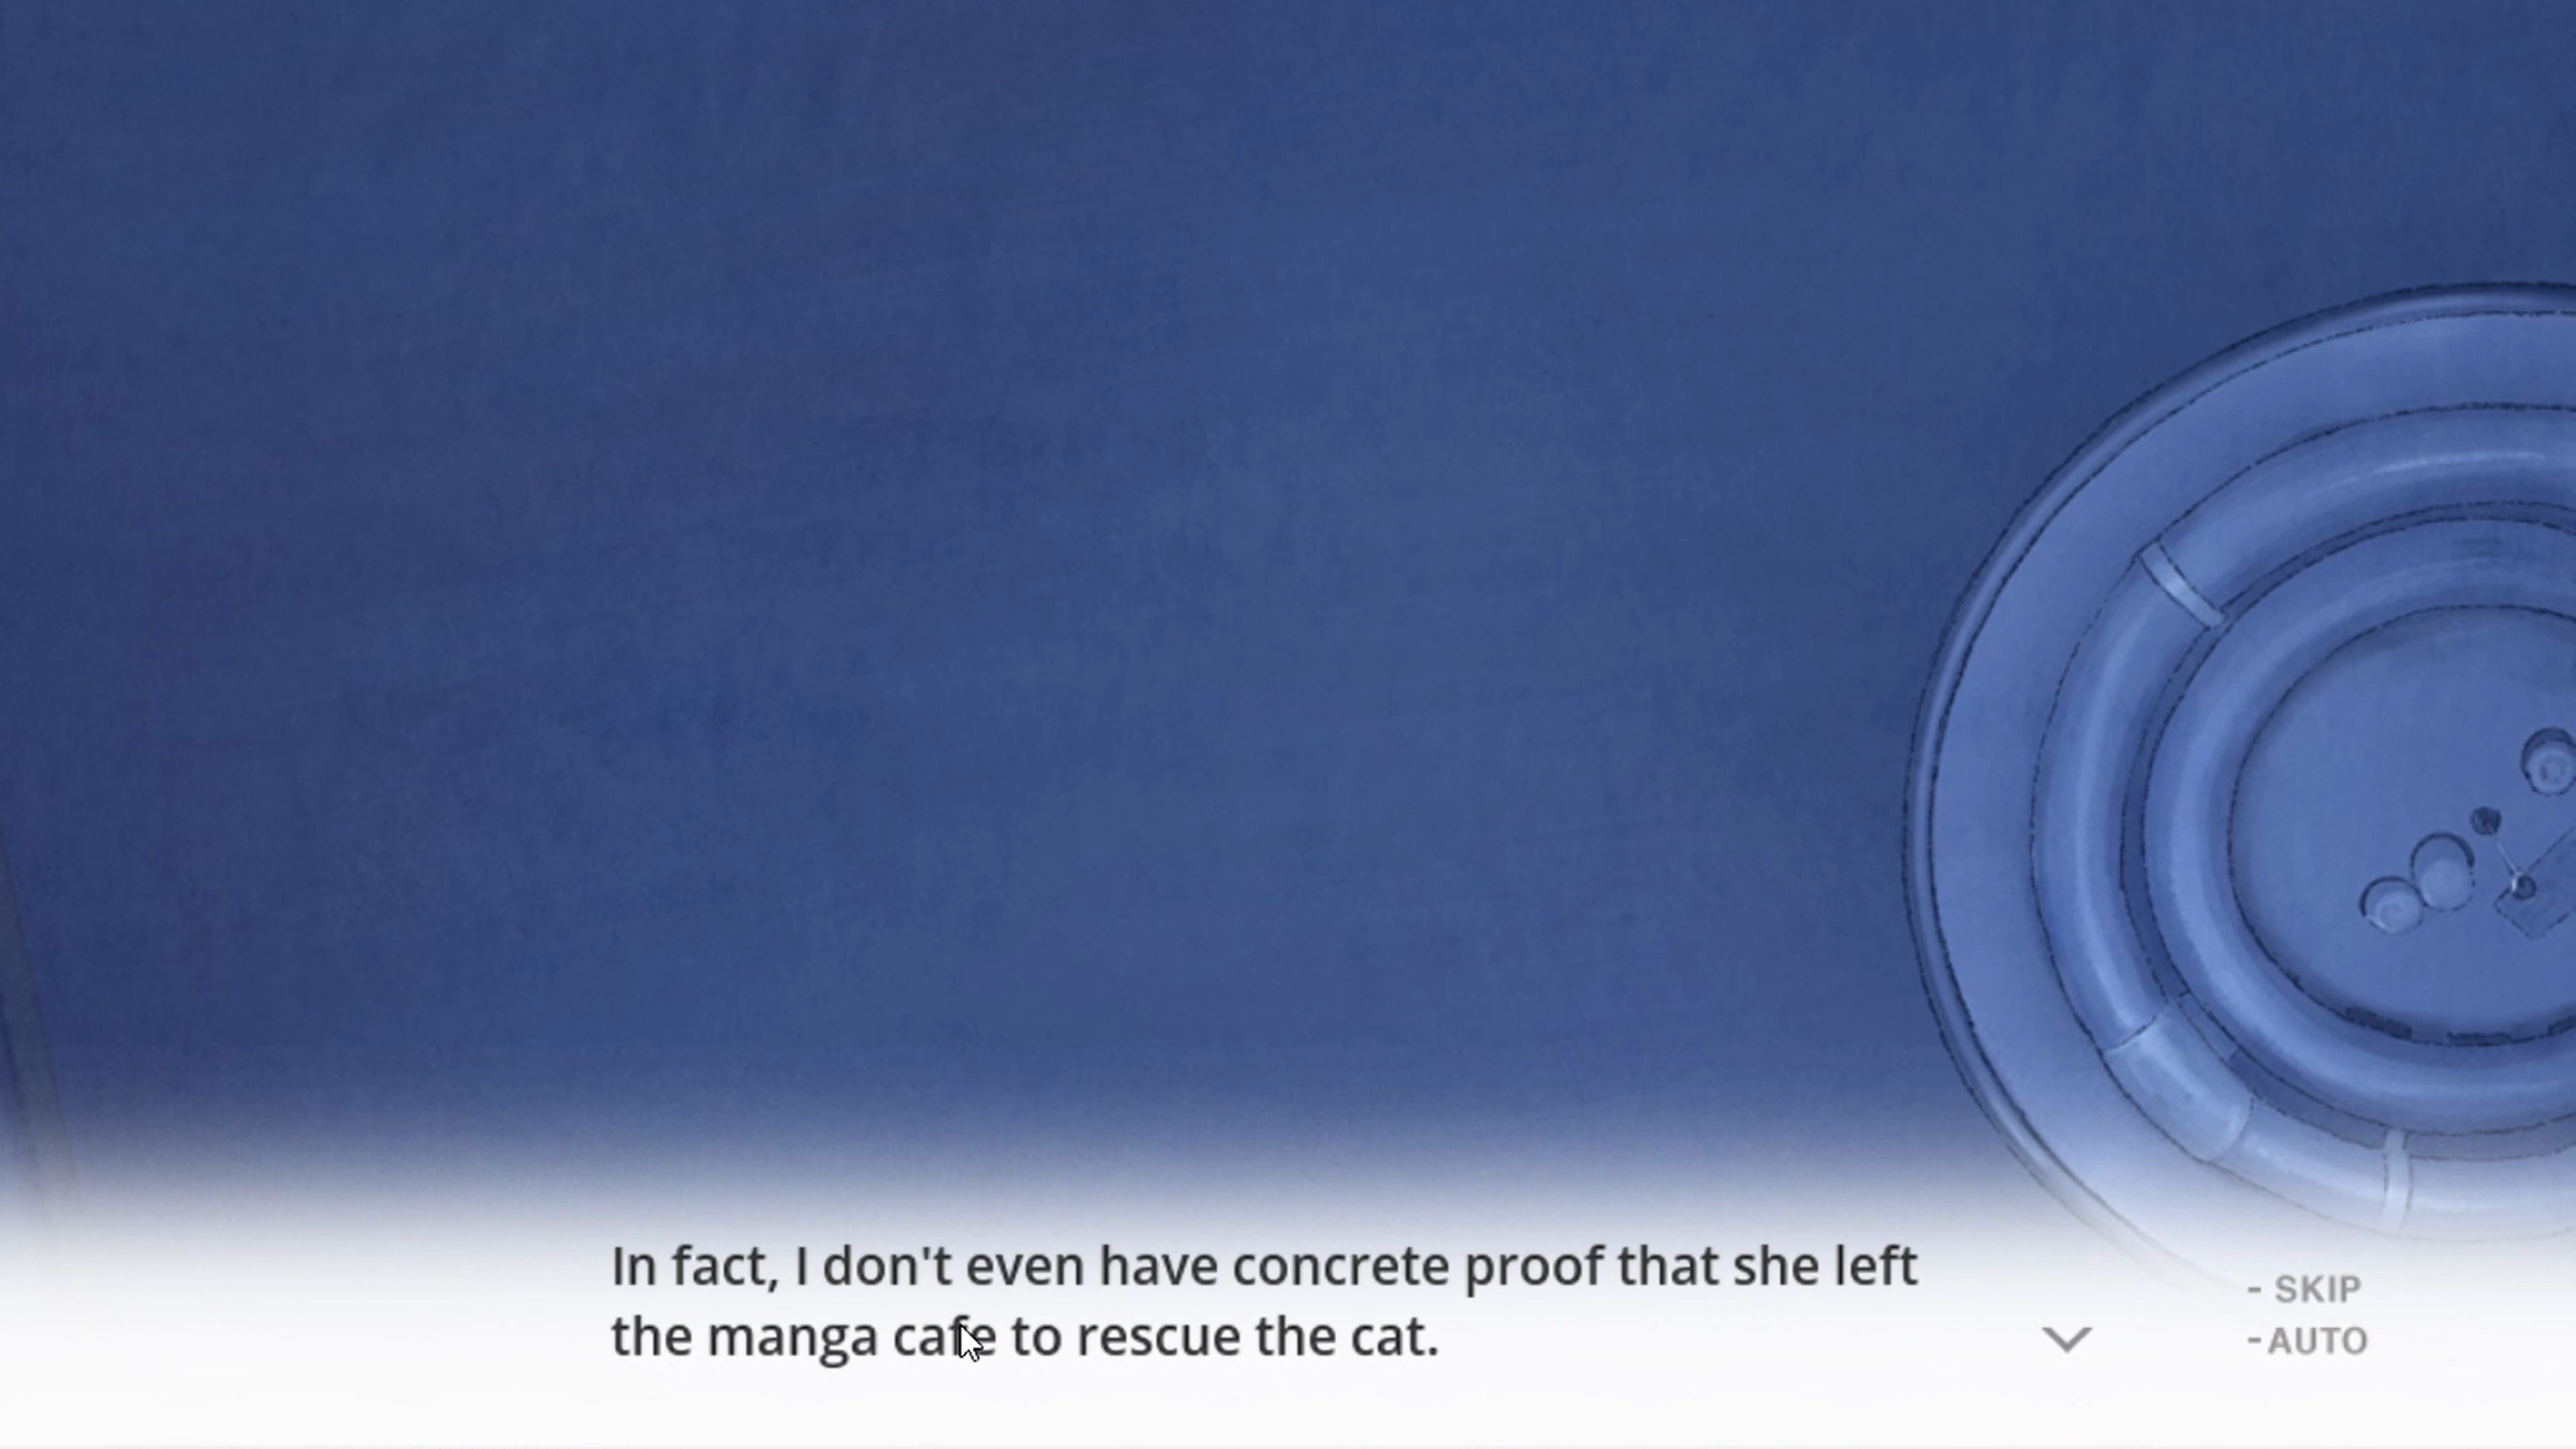 In fact, I don't even have concrete proof that she left
the manga cafe to rescue the cat.
- SKIP
- AUTO